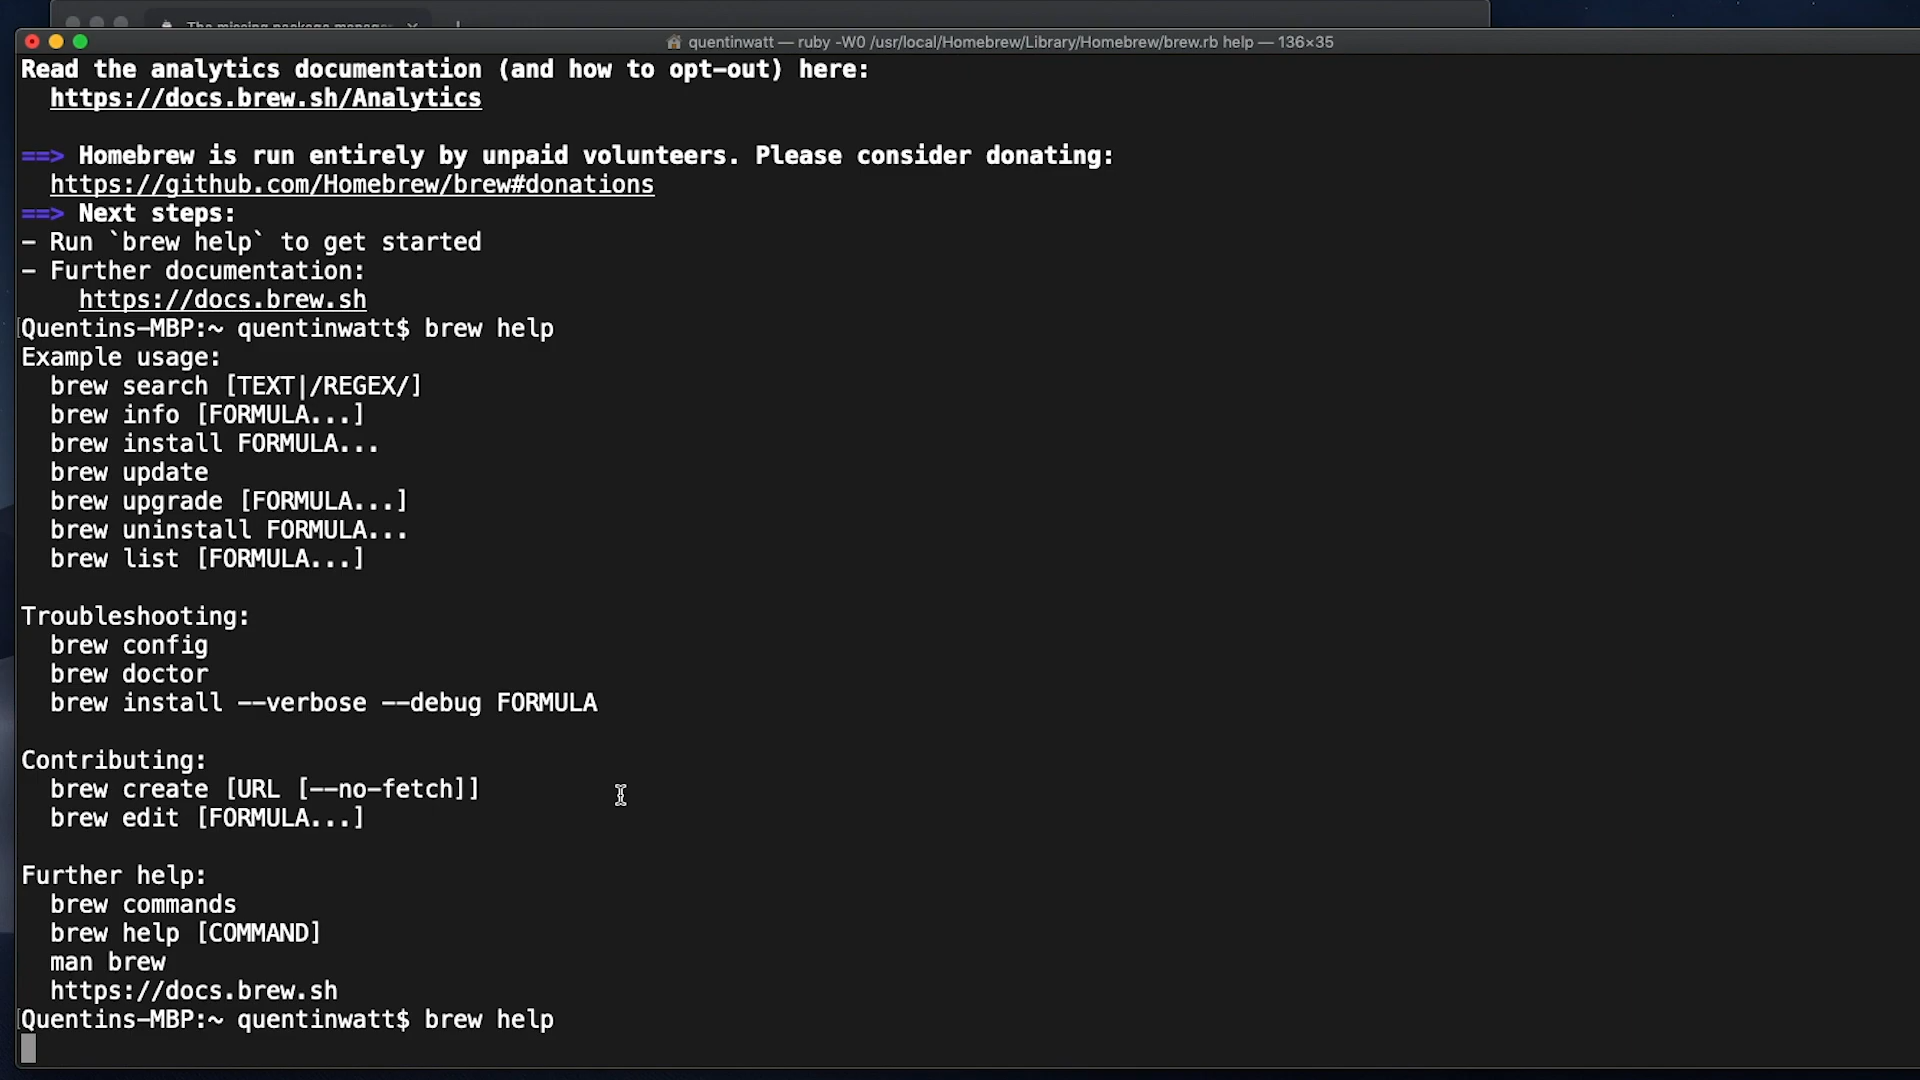 The missing package manage
quentinwatt — ruby -W0 /usr/local/Homebrew/Library/Homebrew/brew.rb help — 136×35
Read the analytics documentation (and how to opt-out) here:
https://docs.brew.sh/Analytics
==> Homebrew is run entirely by unpaid volunteers. Please consider donating:
https://github.com/Homebrew/brew#donations
==> Next steps:
- Run `brew help` to get started
- Further documentation:
https://docs.brew.sh
[Quentins-MBP:~ quentinwatt$ brew help
Example usage:
brew search [TEXT|/REGEX/]
brew info [FORMULA...]
brew install FORMULA...
brew update
brew upgrade [FORMULA...]
brew uninstall FORMULA...
brew list [FORMULA...]
Troubleshooting:
brew config
brew doctor
brew install --verbose --debug FORMULA
Contributing:
brew create [URL [--no-fetch]]
brew edit [FORMULA...]
Further help:
brew commands
brew help [COMMAND]
man brew
https://docs.brew.sh
[Quentins-MBP:~ quentinwatt$ brew help